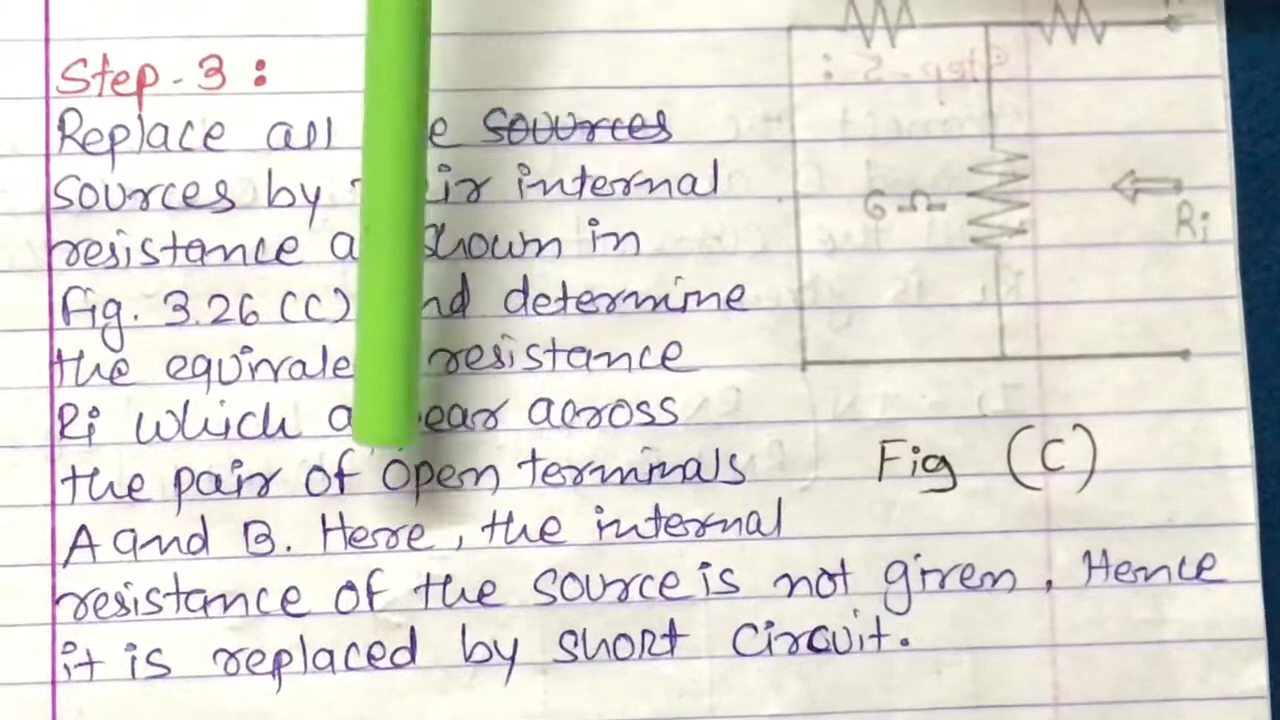 Step-3 :
Replace all e sources
sources by ir internal
resistance a shown in
Fig. 3.26 (C) nd determine
the equivale resistance
Ri which a ear across
the pair of open terminals
A and B. Here, the internal
resistance of the source is not given, Hence
it is replaced by short circuit.
6 Ω
Ri
Fig (C)